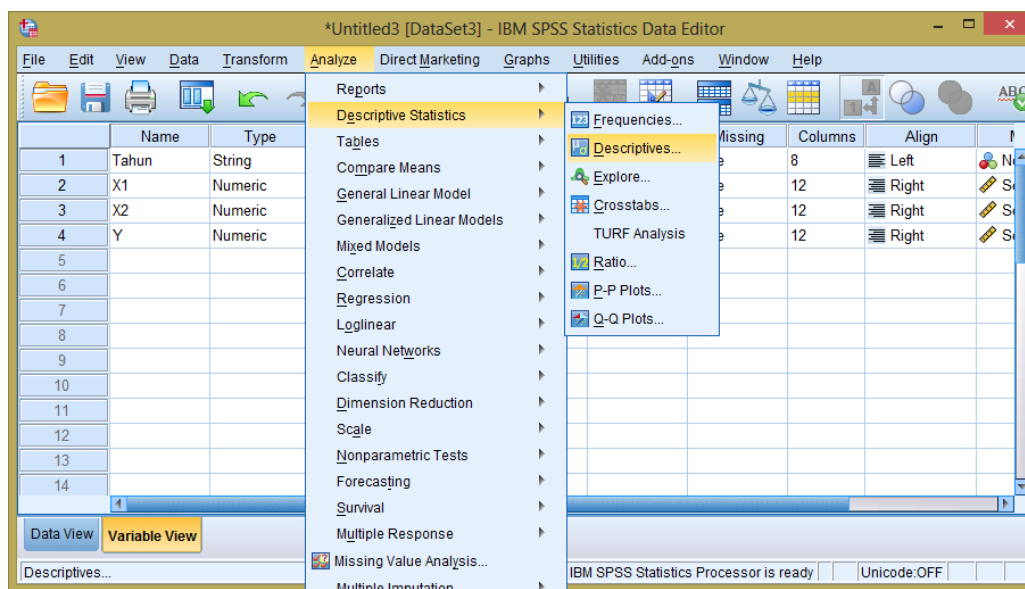 *Untitled3 [DataSet3] - IBM SPSS Statistics Data Editor
File Edit View Data Transform Analyze Direct Marketing Graphs Utilities Add-ons Window Help
Name Type Missing Columns Align
1 Tahun String 8 Left
2 X1 Numeric 12 Right
3 X2 Numeric 12 Right
4 Y Numeric 12 Right
5
6
7
8
9
10
11
12
13
14
Reports
Descriptive Statistics
Tables
Compare Means
General Linear Model
Generalized Linear Models
Mixed Models
Correlate
Regression
Loglinear
Neural Networks
Classify
Dimension Reduction
Scale
Nonparametric Tests
Forecasting
Survival
Multiple Response
Missing Value Analysis...
Multiple Imputation
123 Frequencies...
Descriptives...
Explore...
Crosstabs...
TURF Analysis
1/2 Ratio...
P-P Plots...
Q-Q Plots...
Data View Variable View
Descriptives... IBM SPSS Statistics Processor is ready Unicode:OFF